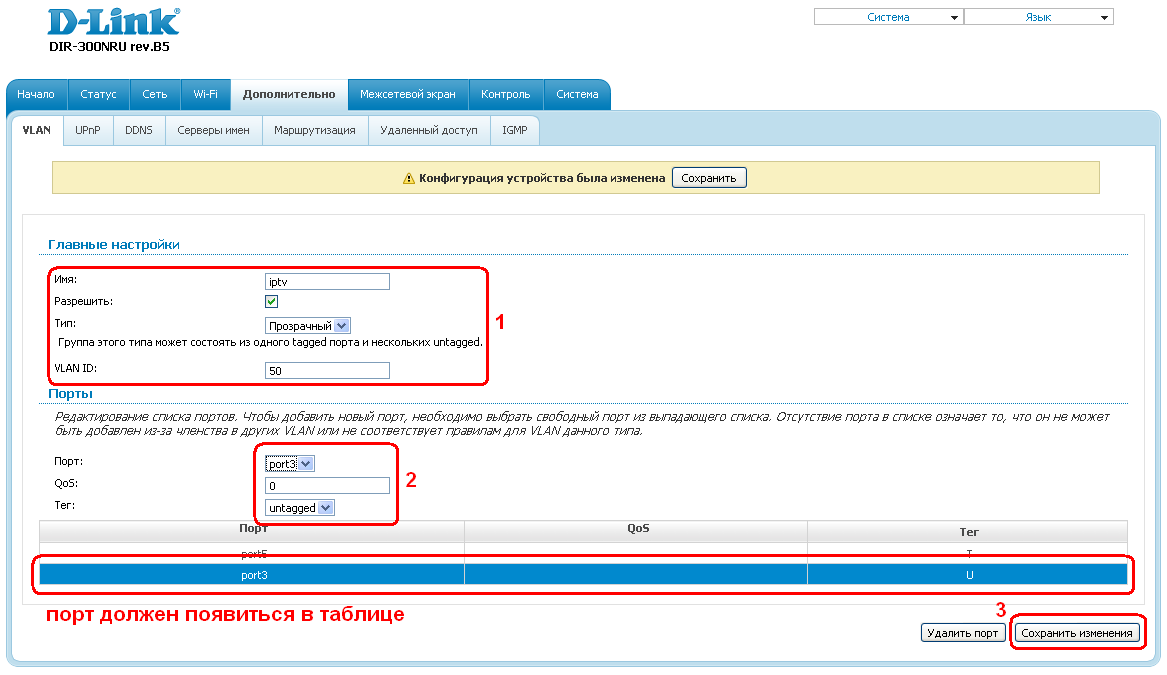 D-Link
DIR-300NRU rev.B5
Система Язык
Начало Статус Сеть Wi-Fi Дополнительно Межсетевой экран Контроль Система
VLAN UPnP DDNS Серверы имен Маршрутизация Удаленный доступ IGMP
Конфигурация устройства была изменена Сохранить
Главные настройки
Имя: iptv
Разрешить:
Тип: Прозрачный
1
Группа этого типа может состоять из одного tagged порта и нескольких untagged.
VLAN ID: 50
Порты
Редактирование списка портов. Чтобы добавить новый порт, необходимо выбрать свободный порт из выпадающего списка. Отсутствие порта в списке означает то, что он не может
быть добавлен из-за членства в других VLAN или не соответствует правилам для VLAN данного типа.
Порт: port3
QoS: 0
2
Тег: untagged
Порт QoS Тег
port5 T
port3 U
порт должен появиться в таблице
3
Удалить порт Сохранить изменения